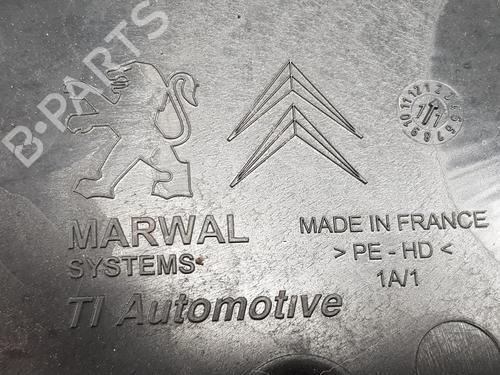 B-PARTS
MARWAL
SYSTEMS
TI Automotive
MADE IN FRANCE
> PE - HD <
1A/1